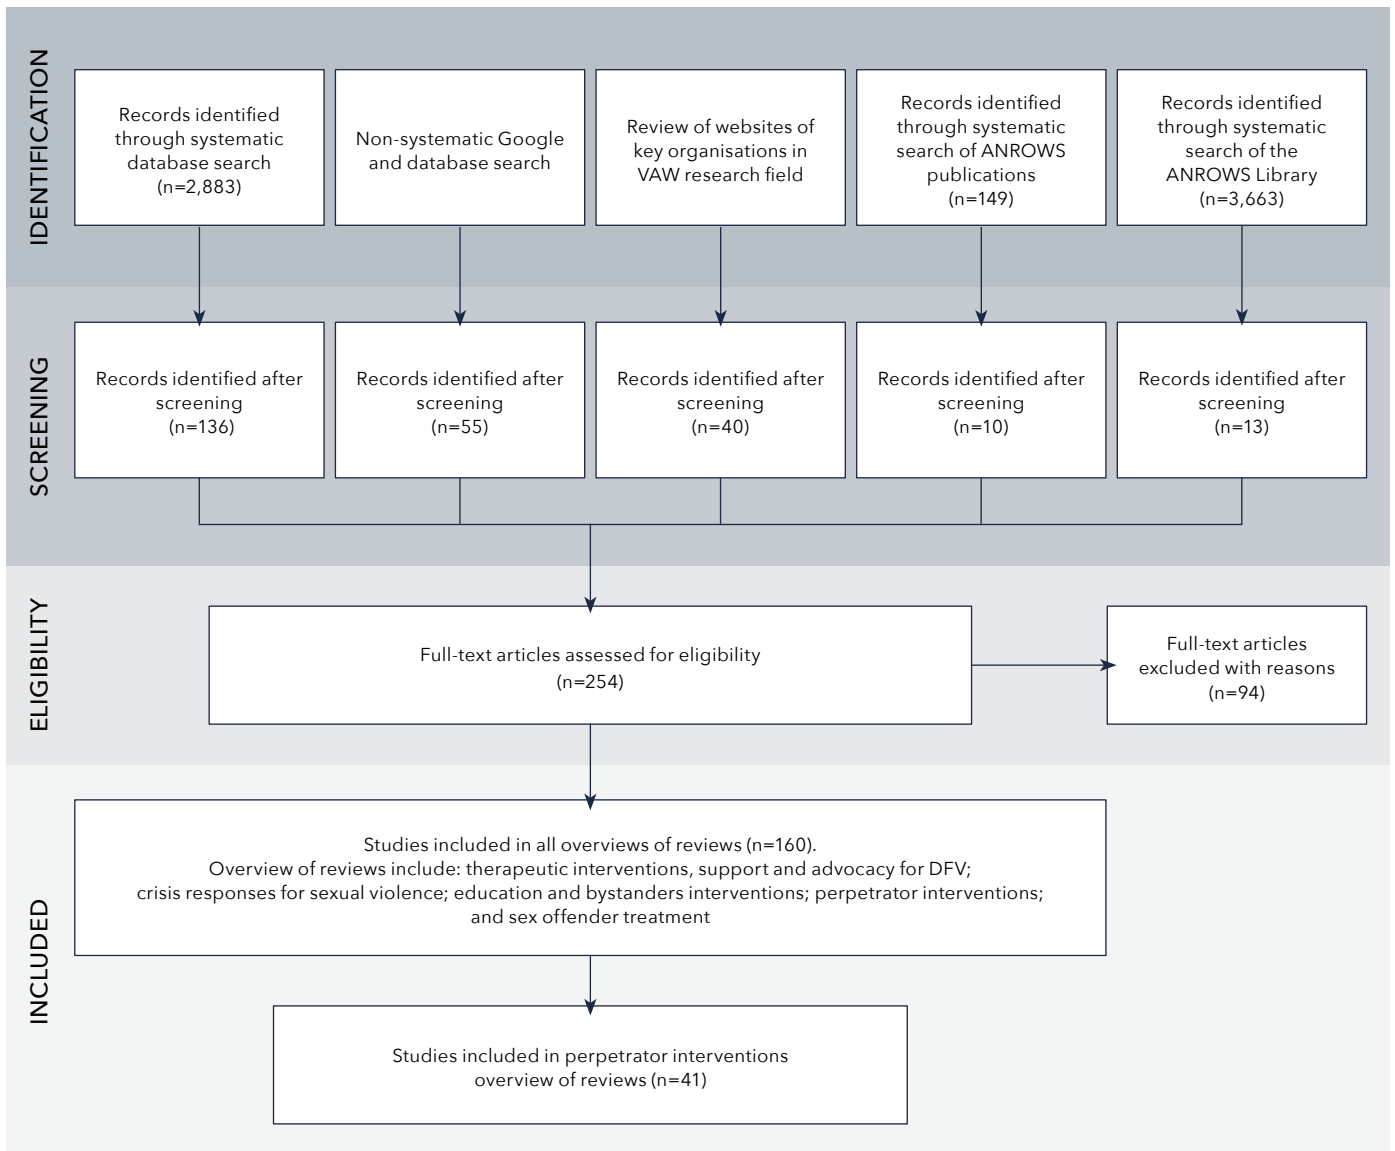 IDENTIFICATION
Records identified
through systematic
database search
(n=2,883)
Non-systematic Google
and database search
Review of websites of
key organisations in
VAW research field
Records identified
through systematic
search of ANROWS
publications
(n=149)
Records identified
through systematic
search of the
ANROWS Library
(n=3,663)
SCREENING
Records identified after
screening
(n=136)
Records identified after
screening
(n=55)
Records identified after
screening
(n=40)
Records identified after
screening
(n=10)
Records identified after
screening
(n=13)
ELIGIBILITY
Full-text articles assessed for eligibility
(n=254)
Full-text articles
excluded with reasons
(n=94)
INCLUDED
Studies included in all overviews of reviews (n=160).
Overview of reviews include: therapeutic interventions, support and advocacy for DFV;
crisis responses for sexual violence; education and bystanders interventions; perpetrator interventions;
and sex offender treatment
Studies included in perpetrator interventions
overview of reviews (n=41)